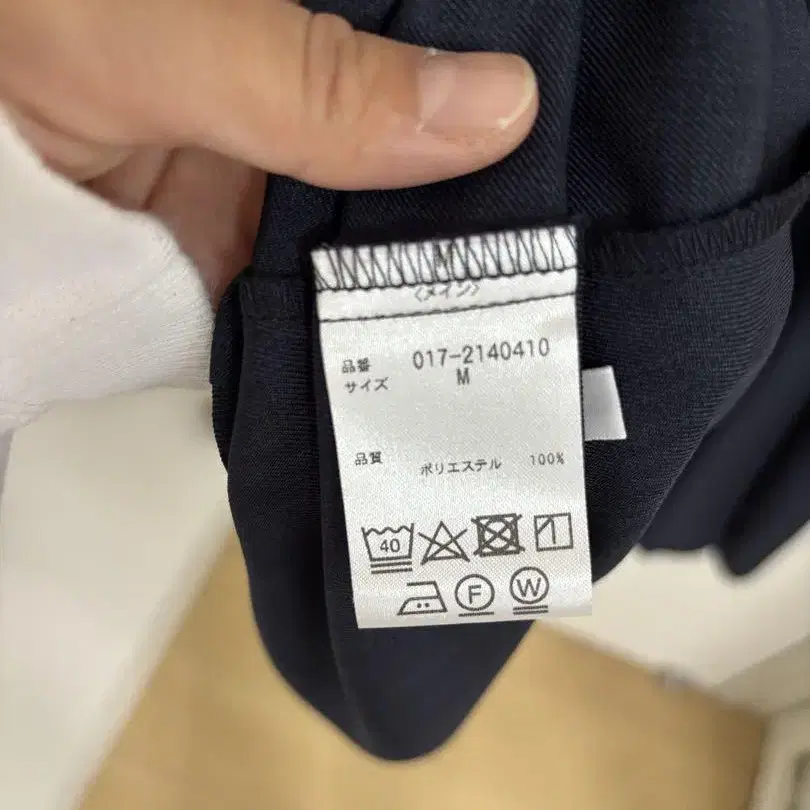 M
〈メイン〉
品番 017-2140410
サイズ M
品質 ポリエステル 100%
40
F W